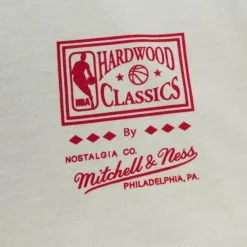 HARDWOOD
NBA
CLASSICS
By
NOSTALGIA CO.
Mitchell & Ness
PHILADELPHIA, PA.